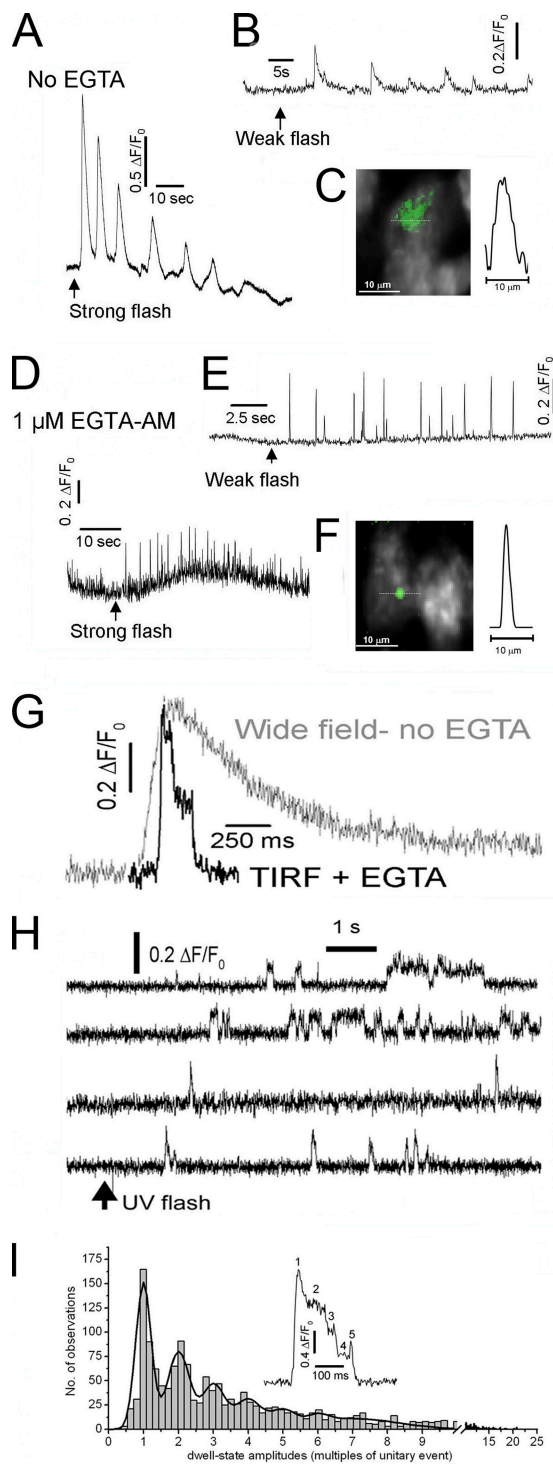 A
No EGTA
0.5 ΔF/F0
10 sec
Strong flash
B
5s
0.2ΔF/F0
Weak flash
C
10 µm
10 µm
D
1 µM EGTA-AM
0. 2 ΔF/F0
10 sec
Strong flash
E
2.5 sec
0. 2 ΔF/F0
Weak flash
F
10 µm
10 µm
G
0.2 ΔF/F0
Wide field- no EGTA
250 ms
TIRF + EGTA
H
0.2 ΔF/F0
1 s
UV flash
I
No. of observations
175
150
125
100
75
50
25
0
1
2
3
4
5
0.4 ΔF/F0
100 ms
1 2 3 4 5 6 7 8 9 10 15 20 25
dwell-state amplitudes (multiples of unitary event)